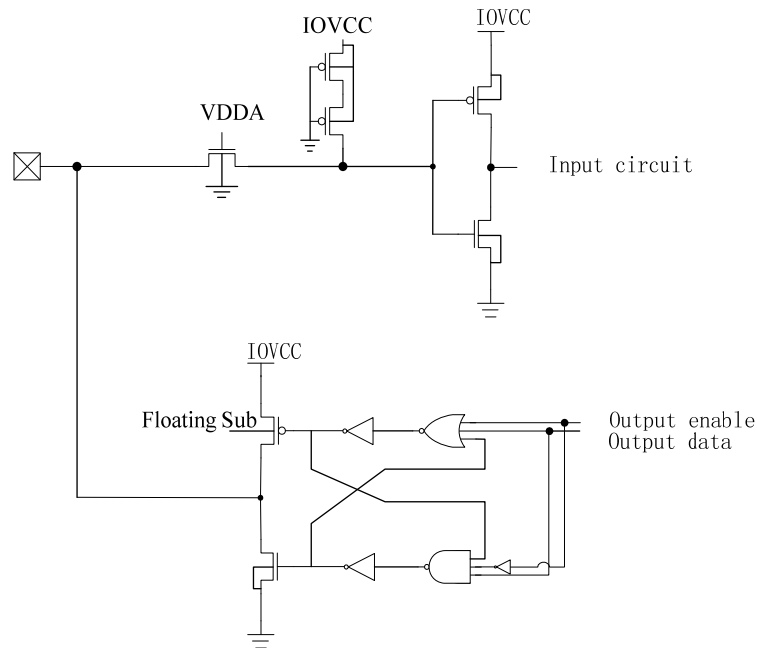 IOVCC
IOVCC
VDDA
Input circuit
IOVCC
Floating Sub
Output enable
Output data